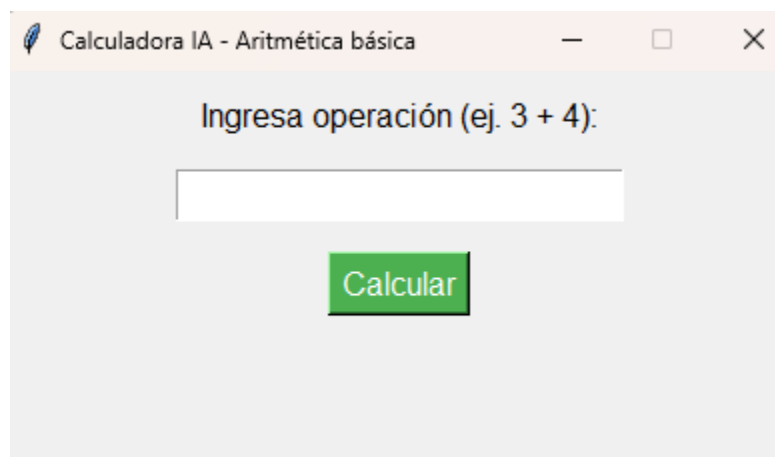 Calculadora IA - Aritmética básica
Ingresa operación (ej. 3 + 4):
Calcular